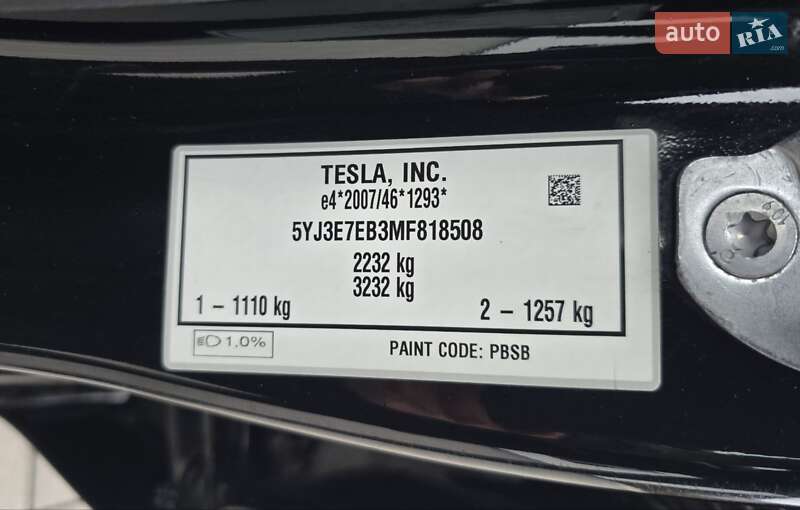 auto RIA.com
TESLA, INC.
e4*2007/46*1293*
5YJ3E7EB3MF818508
2232 kg
3232 kg
1 – 1110 kg 2 – 1257 kg
1.0% PAINT CODE: PBSB